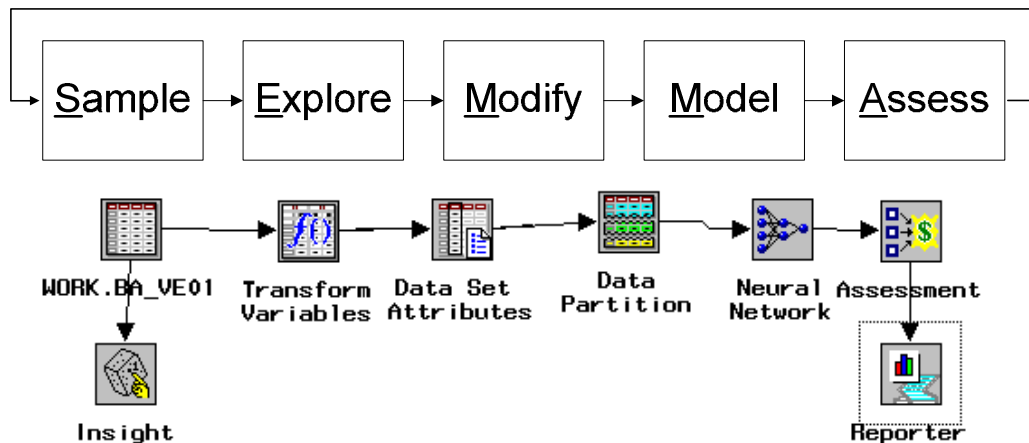 Sample
Explore
Modify
Model
Assess
WORK.BA_VE01
Transform
Variables
Data Set
Attributes
Data
Partition
Neural
Network
Assessment
Insight
Reporter